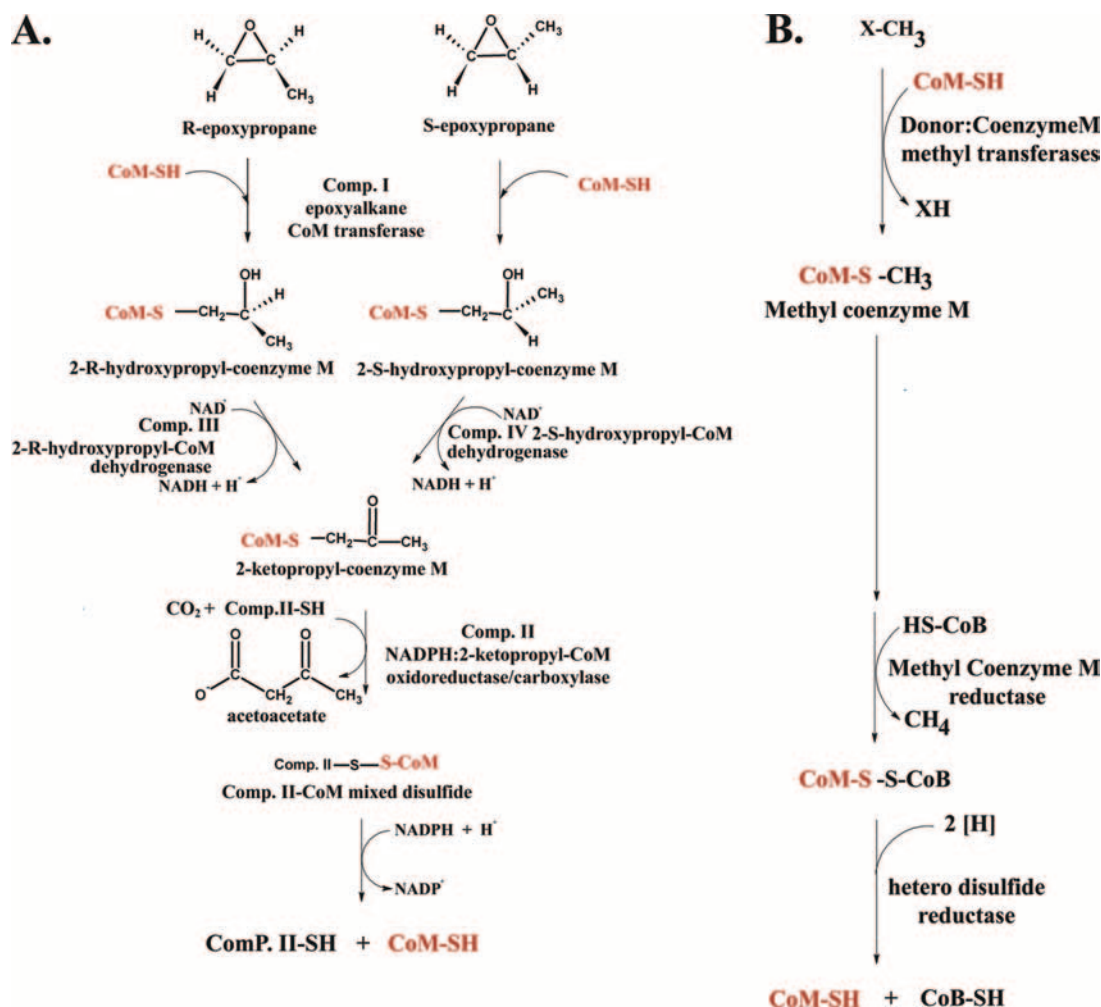 A.
H
O
H
C
C
H
CH3
R-epoxypropane
H
O
CH3
C
C
H
H
S-epoxypropane
CoM-SH
Comp. I
epoxyalkane
CoM transferase
CoM-SH
OH
CoM-S
CH2
C
H
CH3
2-R-hydroxypropyl-coenzyme M
OH
CoM-S
CH2
C
CH3
H
2-S-hydroxypropyl-coenzyme M
NAD+
Comp. III
2-R-hydroxypropyl-CoM
dehydrogenase
NADH + H+
NAD+
Comp. IV 2-S-hydroxypropyl-CoM
dehydrogenase
NADH + H+
O
CoM-S
CH2
C
CH3
2-ketopropyl-coenzyme M
CO2 + Comp.II-SH
Comp. II
NADPH:2-ketopropyl-CoM
oxidoreductase/carboxylase
O
O
C
C
O-
CH2
CH3
acetoacetate
Comp. II—S—S-CoM
Comp. II-CoM mixed disulfide
NADPH + H+
NADP+
ComP. II-SH + CoM-SH
B.
X-CH3
CoM-SH
Donor:CoenzymeM
methyl transferases
XH
CoM-S -CH3
Methyl coenzyme M
HS-CoB
Methyl Coenzyme M
reductase
CH4
CoM-S -S-CoB
2 [H]
hetero disulfide
reductase
CoM-SH + CoB-SH